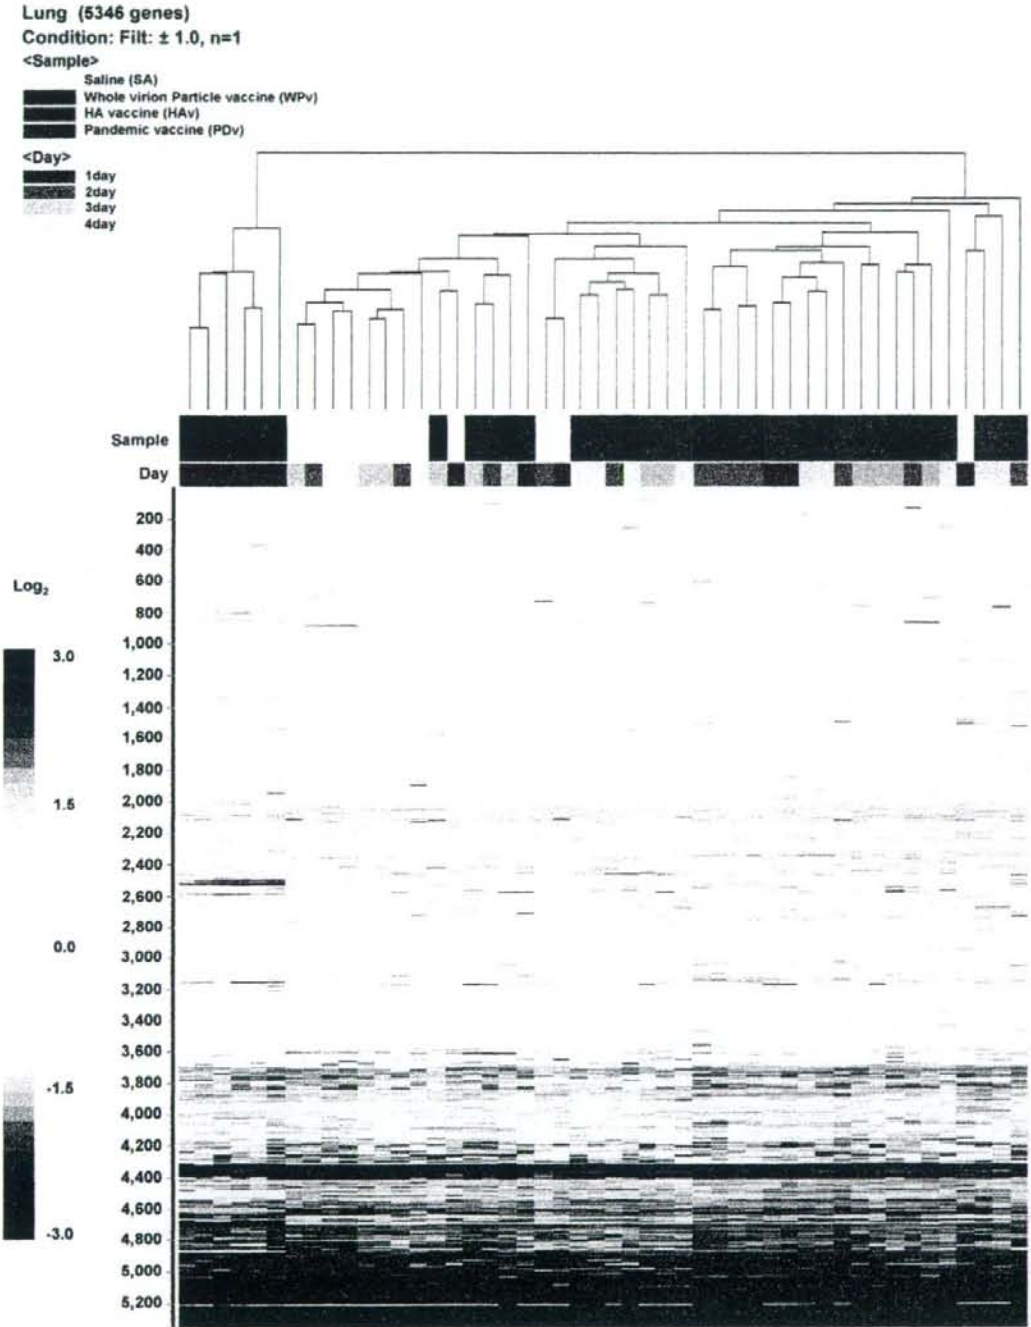 Lung (5346 genes)
Condition: Filt: ± 1.0, n=1
<Sample>
Saline (SA)
Whole virion Particle vaccine (WPv)
HA vaccine (HAv)
Pandemic vaccine (PDv)
<Day>
1day
2day
3day
4day
Sample
Day
200
400
600
800
1,000
1,200
1,400
1,600
1,800
2,000
2,200
2,400
2,600
2,800
3,000
3,200
3,400
3,600
3,800
4,000
4,200
4,400
4,600
4,800
5,000
5,200
Log₂
3.0
1.5
0.0
-1.5
-3.0